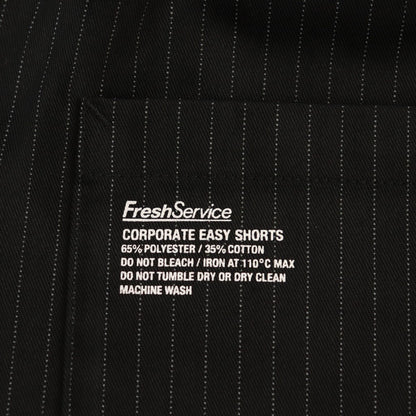 FreshService
CORPORATE EASY SHORTS
65% POLYESTER / 35% COTTON
DO NOT BLEACH / IRON AT 110°C MAX
DO NOT TUMBLE DRY OR DRY CLEAN
MACHINE WASH